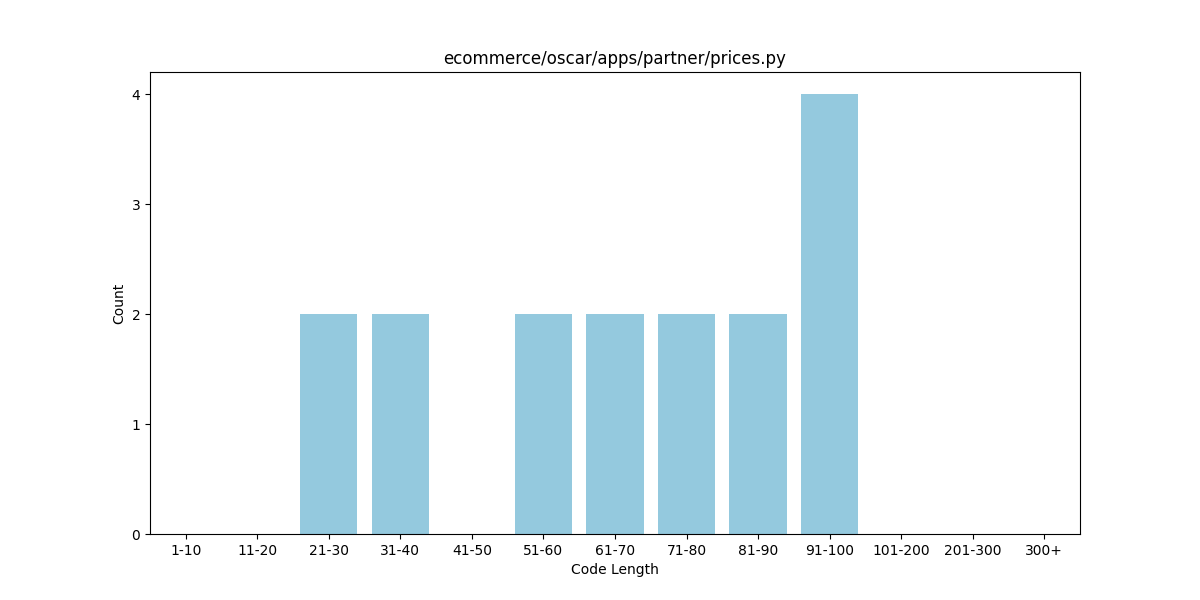 ecommerce/oscar/apps/partner/prices.py
4
3
2
1
0
Count
1-10 11-20 21-30 31-40 41-50 51-60 61-70 71-80 81-90 91-100 101-200 201-300 300+
Code Length